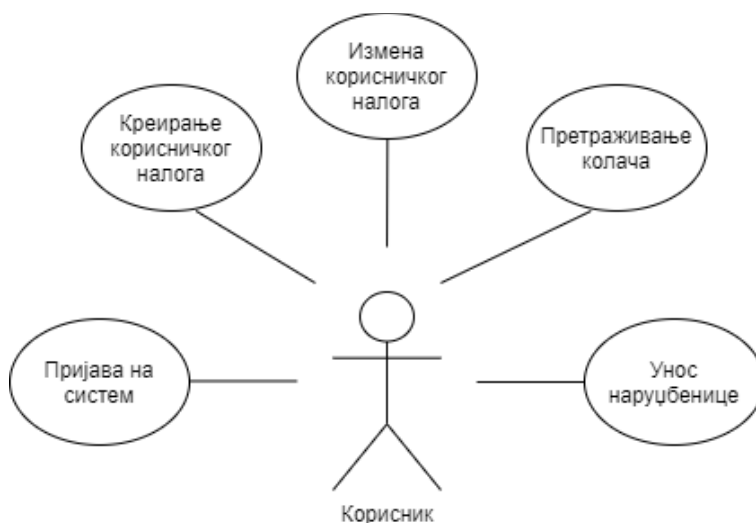 Измена
корисничког
налога
Креирање
корисничког
налога
Претраживање
колача
Пријава на
систем
Унос
наруџбенице
Корисник